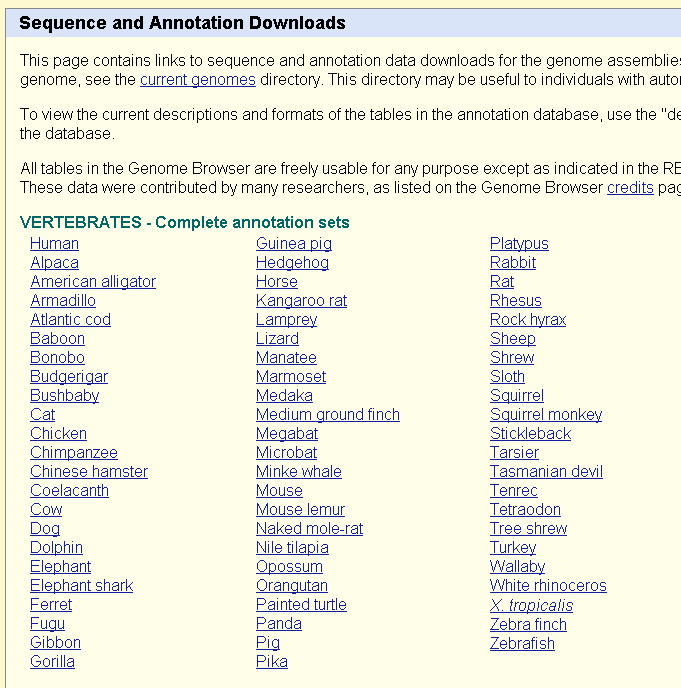 Sequence and Annotation Downloads
This page contains links to sequence and annotation data downloads for the genome assemblies
genome, see the current genomes directory. This directory may be useful to individuals with
To view the current descriptions and formats of the tables in the annotation database, use the
the database.
All tables in the Genome Browser are freely usable for any purpose except as indicated in the
These data were contributed by many researchers, as listed on the Genome Browser credits
VERTEBRATES - Complete annotation sets
Human Guinea pig Platypus
Alpaca Hedgehog Rabbit
American alligator Horse Rat
Armadillo Kangaroo rat Rhesus
Atlantic cod Lamprey Rock hyrax
Baboon Lizard Sheep
Bonobo Manatee Shrew
Budgerigar Marmoset Sloth
Bushbaby Medaka Squirrel
Cat Medium ground finch Squirrel monkey
Chicken Megabat Stickleback
Chimpanzee Microbat Tarsier
Chinese hamster Minke whale Tasmanian devil
Coelacanth Mouse Tenrec
Cow Mouse lemur Tetraodon
Dog Naked mole-rat Tree shrew
Dolphin Nile tilapia Turkey
Elephant Opossum Wallaby
Elephant shark Orangutan White rhinoceros
Ferret Painted turtle X. tropicalis
Fugu Panda Zebra finch
Gibbon Pig Zebrafish
Gorilla Pika